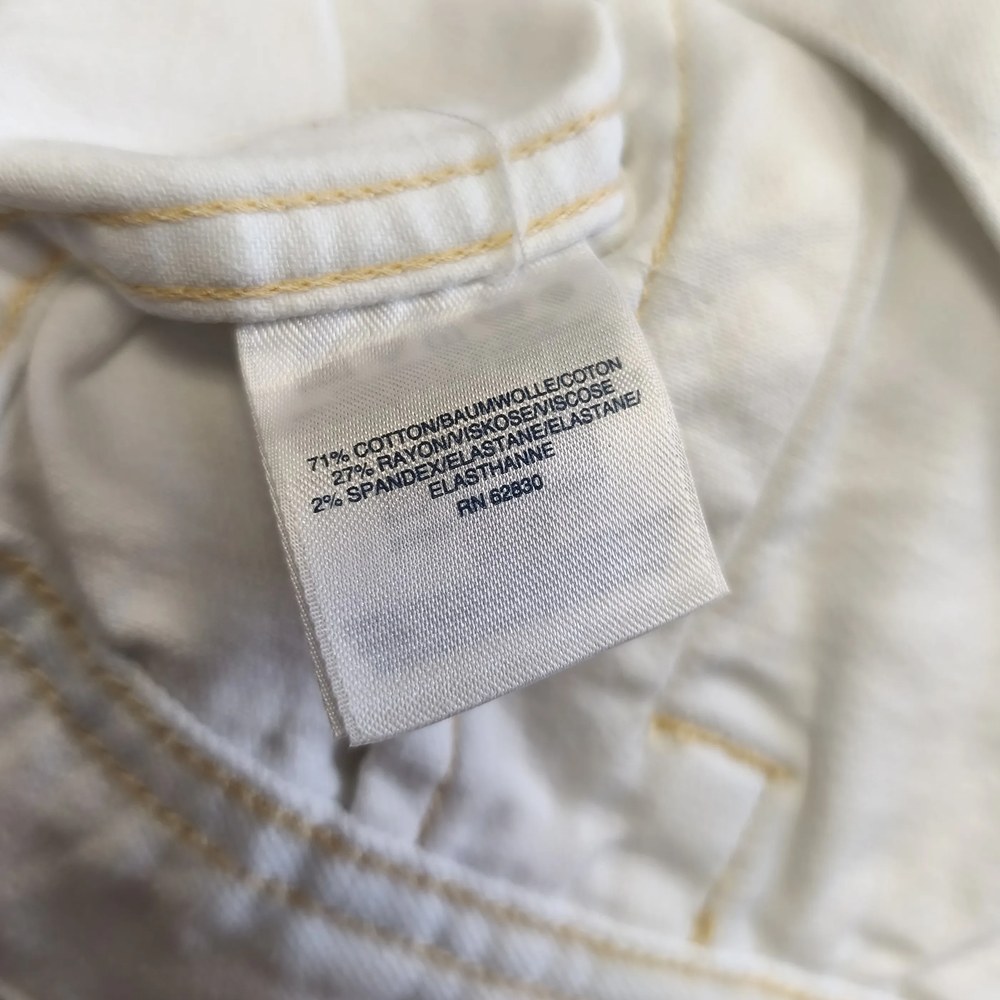 71% COTTON/BAUMWOLLE/COTON
27% RAYON/VISKOSE/VISCOSE
2% SPANDEX/ELASTANE/ELASTANE/
ELASTHANNE
RN 62830